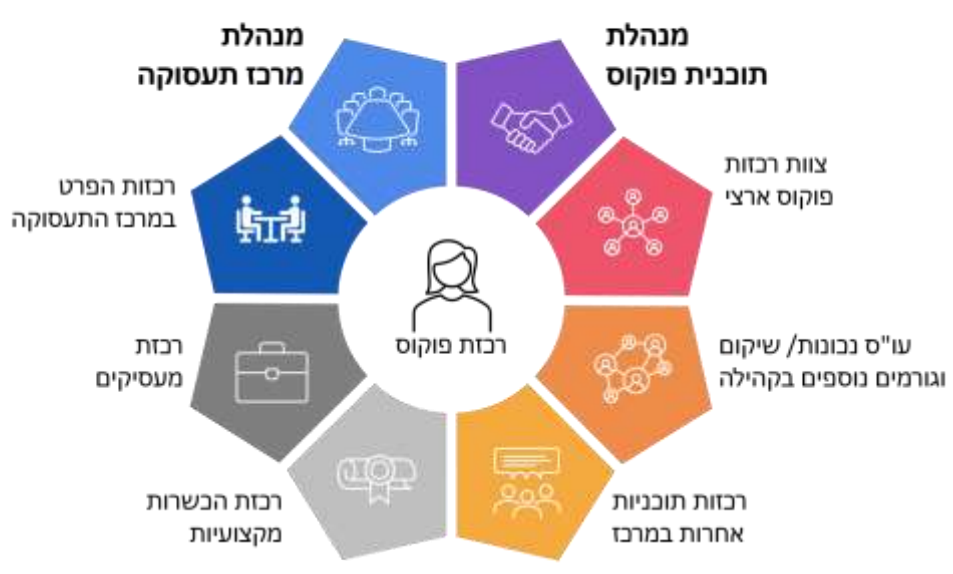 מנהלת
תוכנית פוקוס
צוות רכזות
פוקוס ארצי
עו"ס נכונות/ שיקום
וגורמים נוספים בקהילה
רכזות תוכניות
אחרות במרכז
רכזת הכשרות
מקצועיות
רכזת
מעסיקים
רכזות הפרט
במרכז התעסוקה
מנהלת
מרכז תעסוקה
רכזת פוקוס